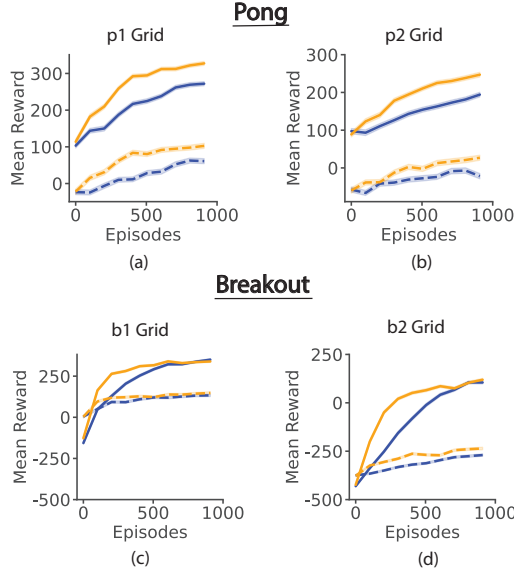 Pong
p1 Grid
p2 Grid
Mean Reward
300
200
100
0
0
500
1000
Episodes
(a)
Mean Reward
300
200
100
0
0
500
1000
Episodes
(b)
Breakout
b1 Grid
b2 Grid
Mean Reward
250
0
-250
-500
0
500
1000
Episodes
(c)
Mean Reward
250
0
-250
-500
0
500
1000
Episodes
(d)